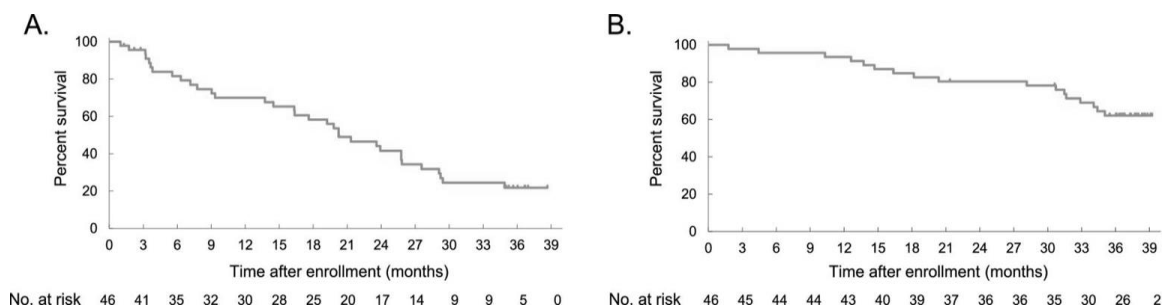 A.
Percent survival
100
80
60
40
20
0
0 3 6 9 12 15 18 21 24 27 30 33 36 39
Time after enrollment (months)
No. at risk 46 41 35 32 30 28 25 20 17 14 9 9 5 0
B.
Percent survival
100
80
60
40
20
0
0 3 6 9 12 15 18 21 24 27 30 33 36 39
Time after enrollment (months)
No. at risk 46 45 44 44 43 40 39 37 36 36 35 30 26 2